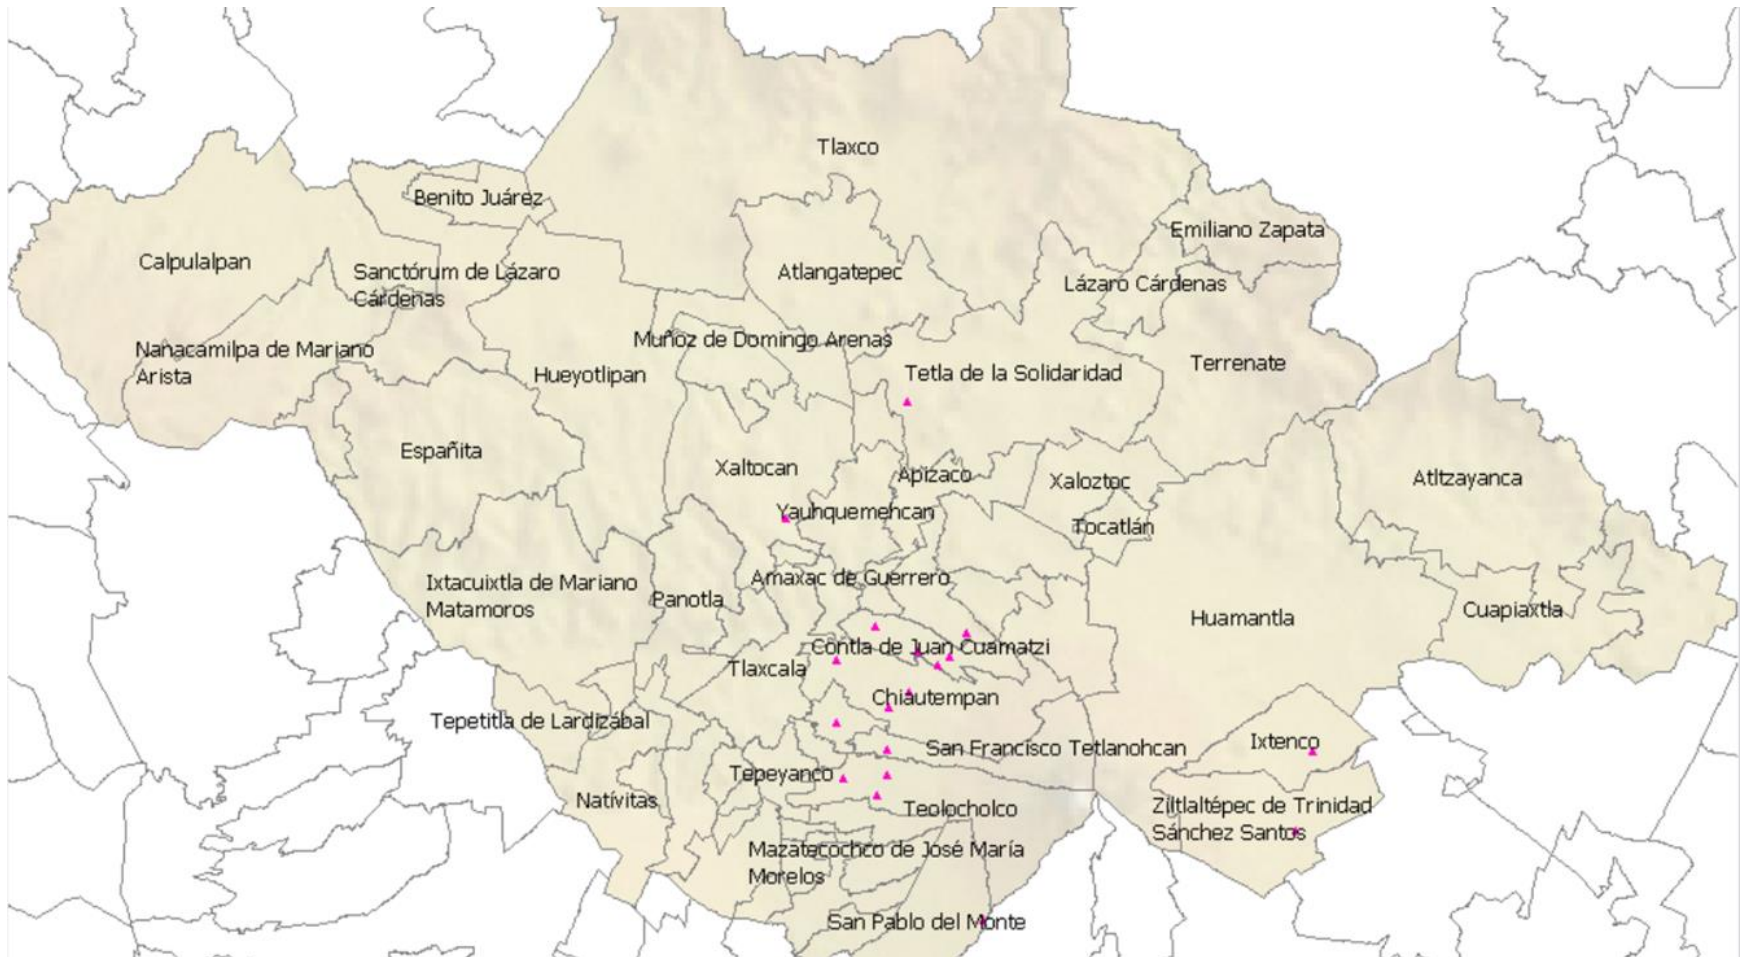 Tlaxco
Benito Juárez
Emiliano Zapata
Calpulalpan
Sanctórum de Lázaro
Cárdenas
Atlangatepec
Lázaro Cárdenas
Muñoz de Domingo Arenas
Nanacamilpa de Mariano
Arista
Hueyotlipan
Tetla de la Solidaridad
Terrenate
Españita
Xaltocan
Apizaco
Xaloztoc
Atltzayanca
Yauhquemehcan
Tocatlán
Ixtacuixtla de Mariano
Matamoros
Panotla
Amaxac de Guerrero
Huamantla
Cuapiaxtla
Contla de Juan Cuamatzi
Tlaxcala
Chiautempan
Tepetitla de Lardizábal
San Francisco Tetlanohcan
Ixtenco
Tepeyanco
Natívitas
Teolocholco
Ziltlaltépec de Trinidad
Sánchez Santos
Mazatecochco de José María
Morelos
San Pablo del Monte